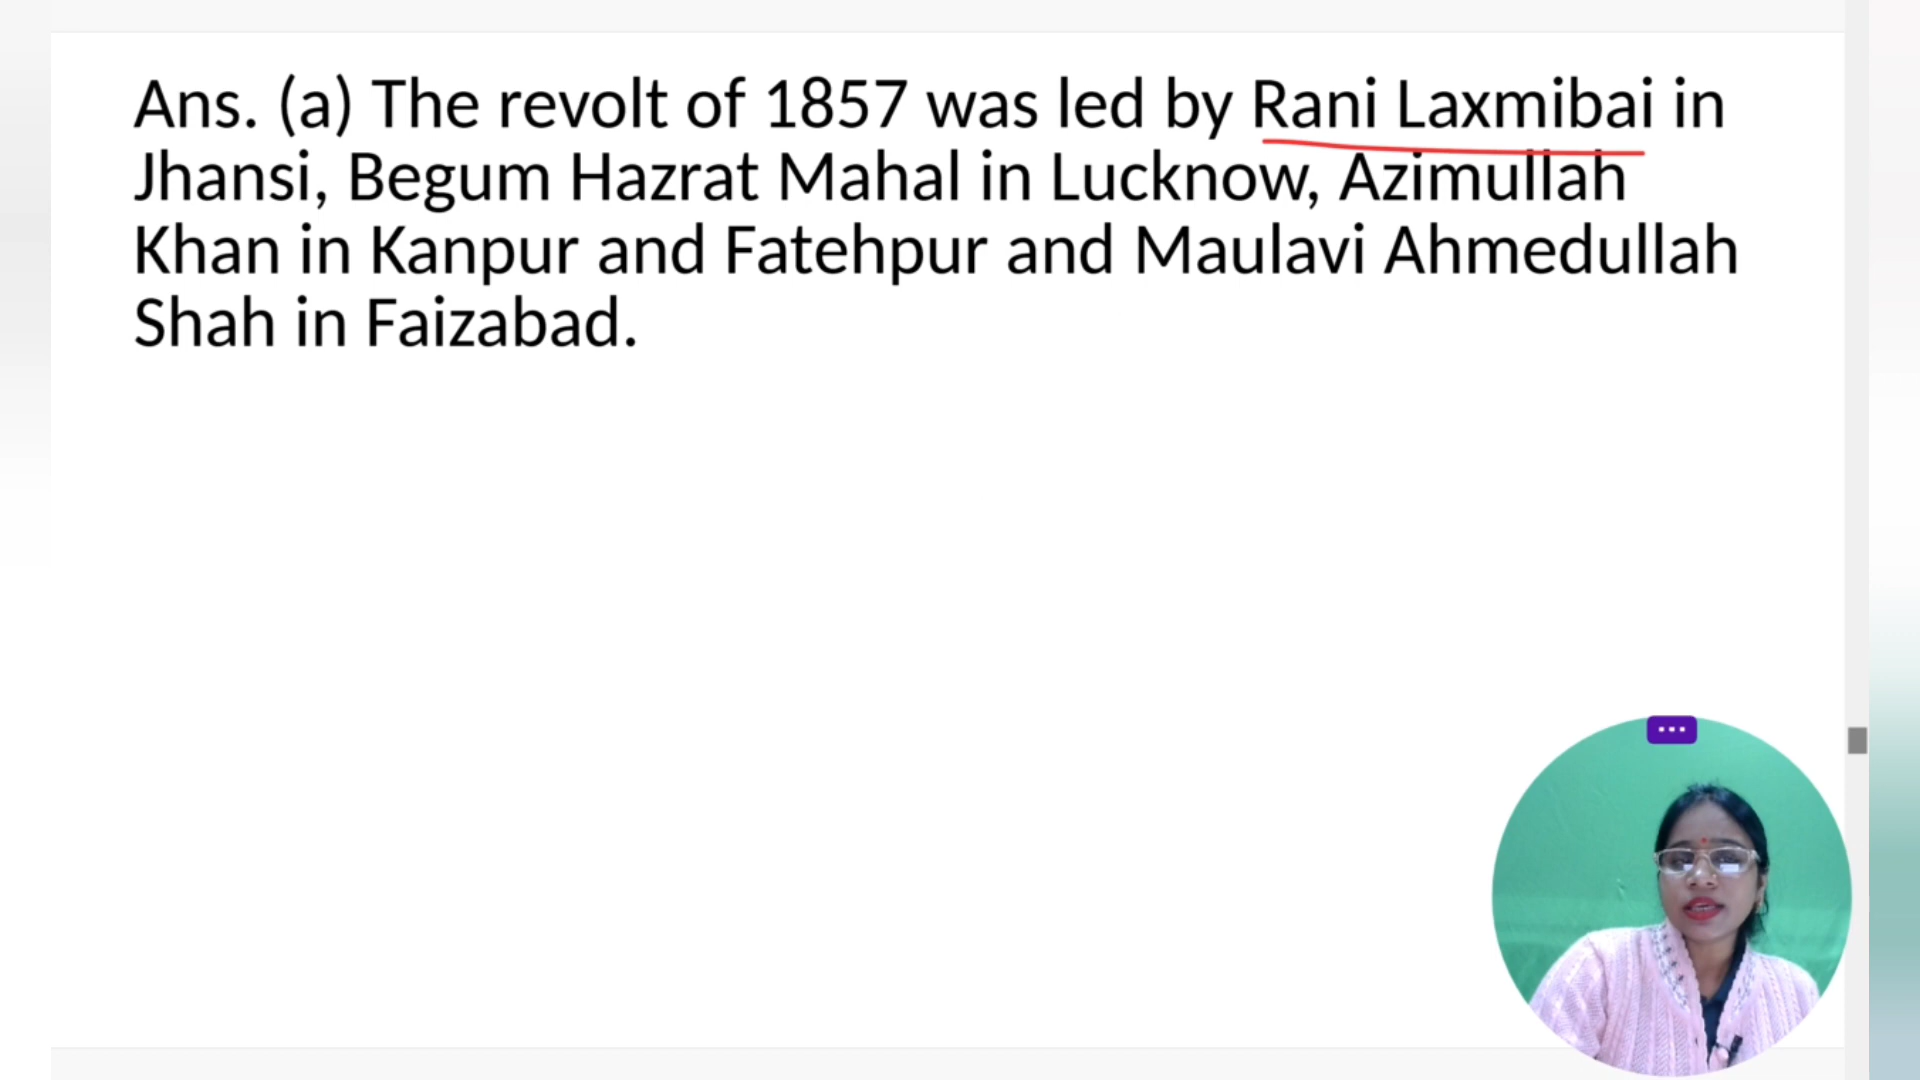 Ans. (a) The revolt of 1857 was led by Rani Laxmibai in
Jhansi, Begum Hazrat Mahal in Lucknow, Azimullah
Khan in Kanpur and Fatehpur and Maulavi Ahmedullah
Shah in Faizabad.